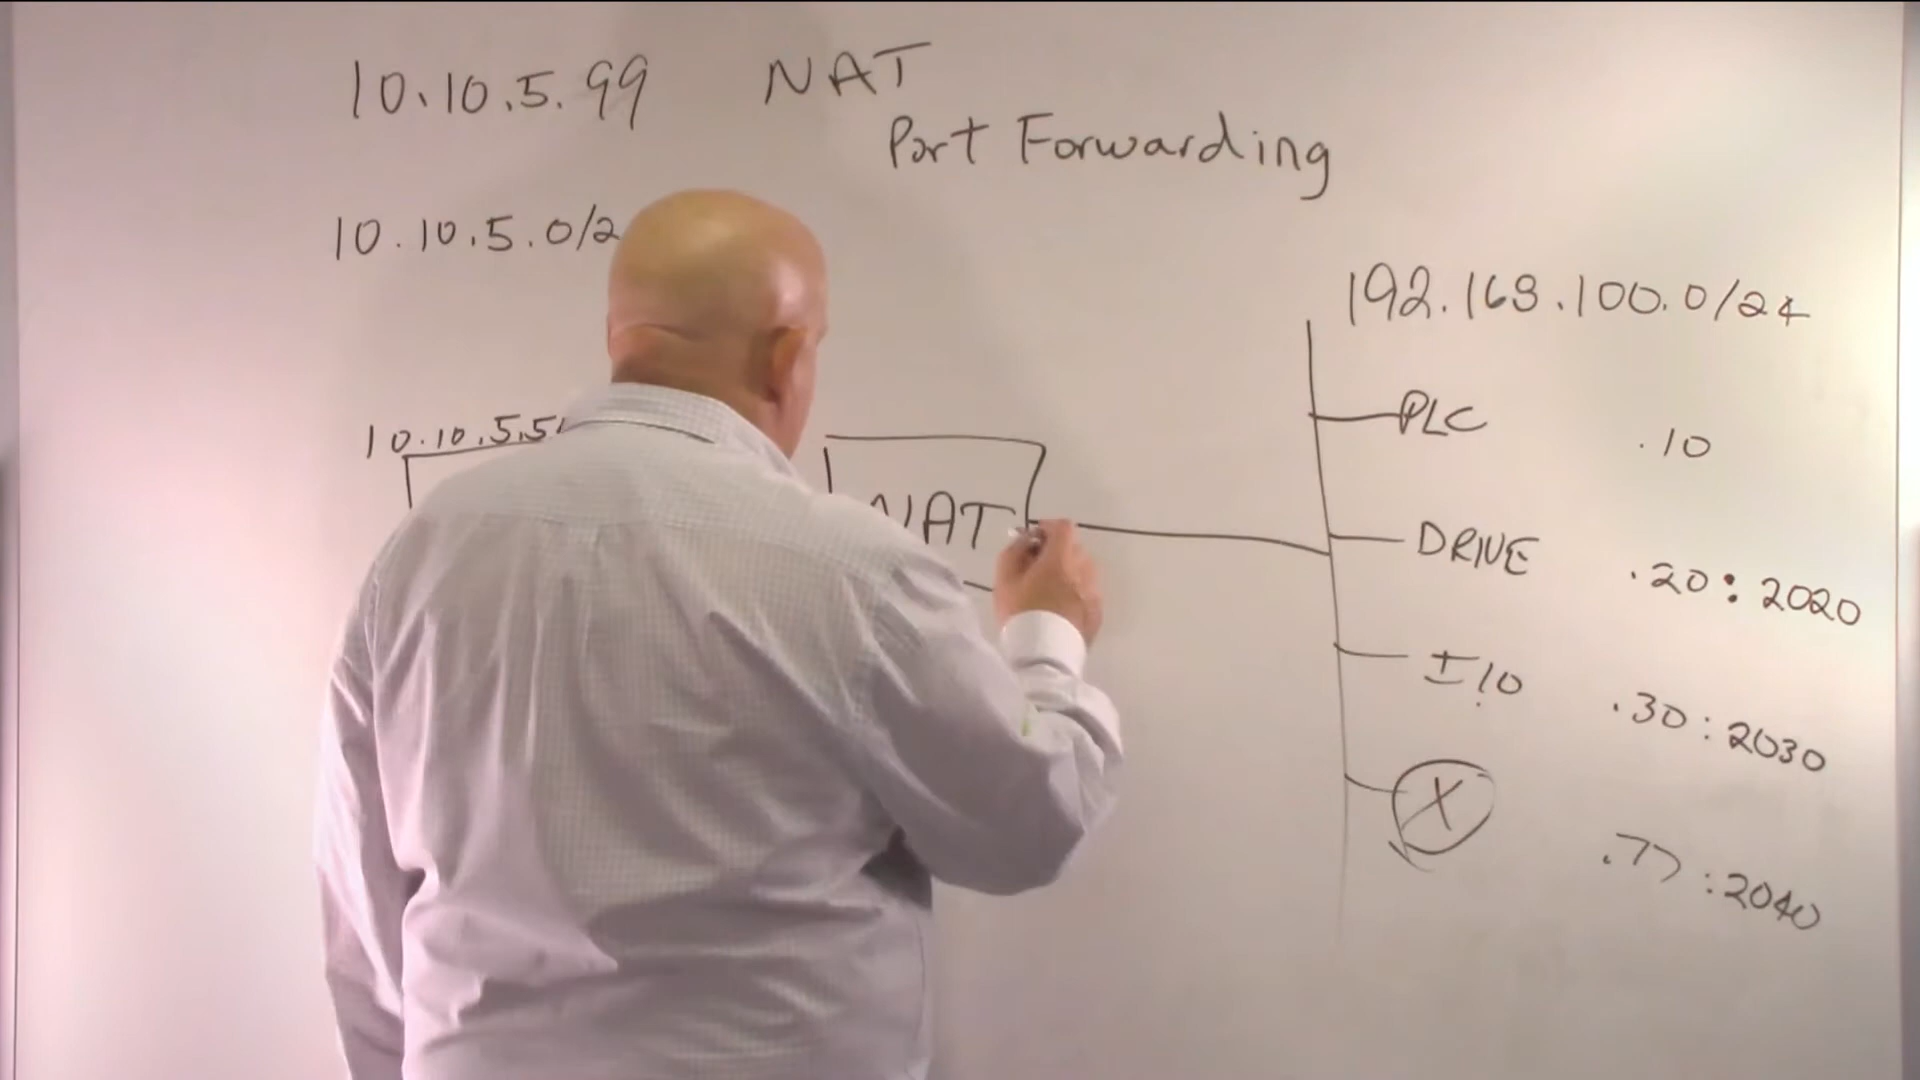 10.10.5.99 NAT
Port Forwarding
10.10.5.0/2
192.168.100.0/24
PLC .10
10.10.5.5
NAT
DRIVE .20:2020
I/O .30:2030
X .77:2040